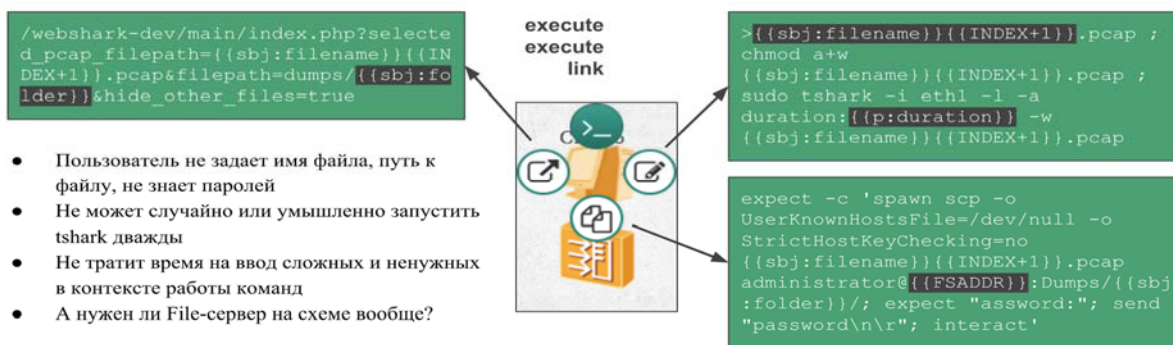 /webshark-dev/main/index.php?selecte
d_pcap_filepath={{sbj:filename}}{{IN
DEX+1}}.pcap&filepath=dumps/{{sbj:fo
lder}}&hide_other_files=true
execute
execute
link
>{{sbj:filename}}{{INDEX+1}}.pcap ;
chmod a+w
{{sbj:filename}}{{INDEX+1}}.pcap ;
sudo tshark -i eth1 -l -a
duration:{{p:duration}} -w
{{sbj:filename}}{{INDEX+1}}.pcap
● Пользователь не задает имя файла, путь к
файлу, не знает паролей
● Не может случайно или умышленно запустить
tshark дважды
● Не тратит время на ввод сложных и ненужных
в контексте работы команд
● А нужен ли File-сервер на схеме вообще?
>_
expect -c 'spawn scp -o
UserKnownHostsFile=/dev/null -o
StrictHostKeyChecking=no
{{sbj:filename}}{{INDEX+1}}.pcap
administrator@{{FSADDR}}:Dumps/{{sbj
:folder}}/; expect "assword:"; send
"password\n\r"; interact'